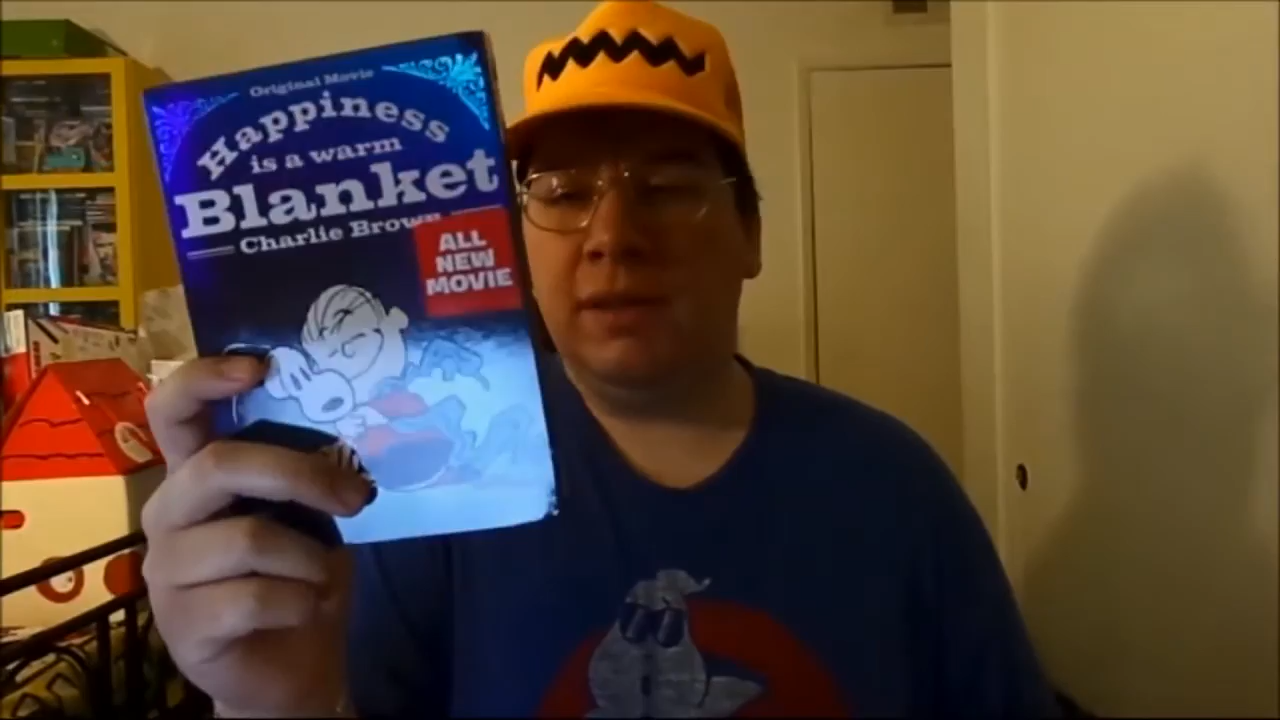 Original Movie
Happiness
is a warm
Blanket
Charlie Brown
ALL
NEW
MOVIE